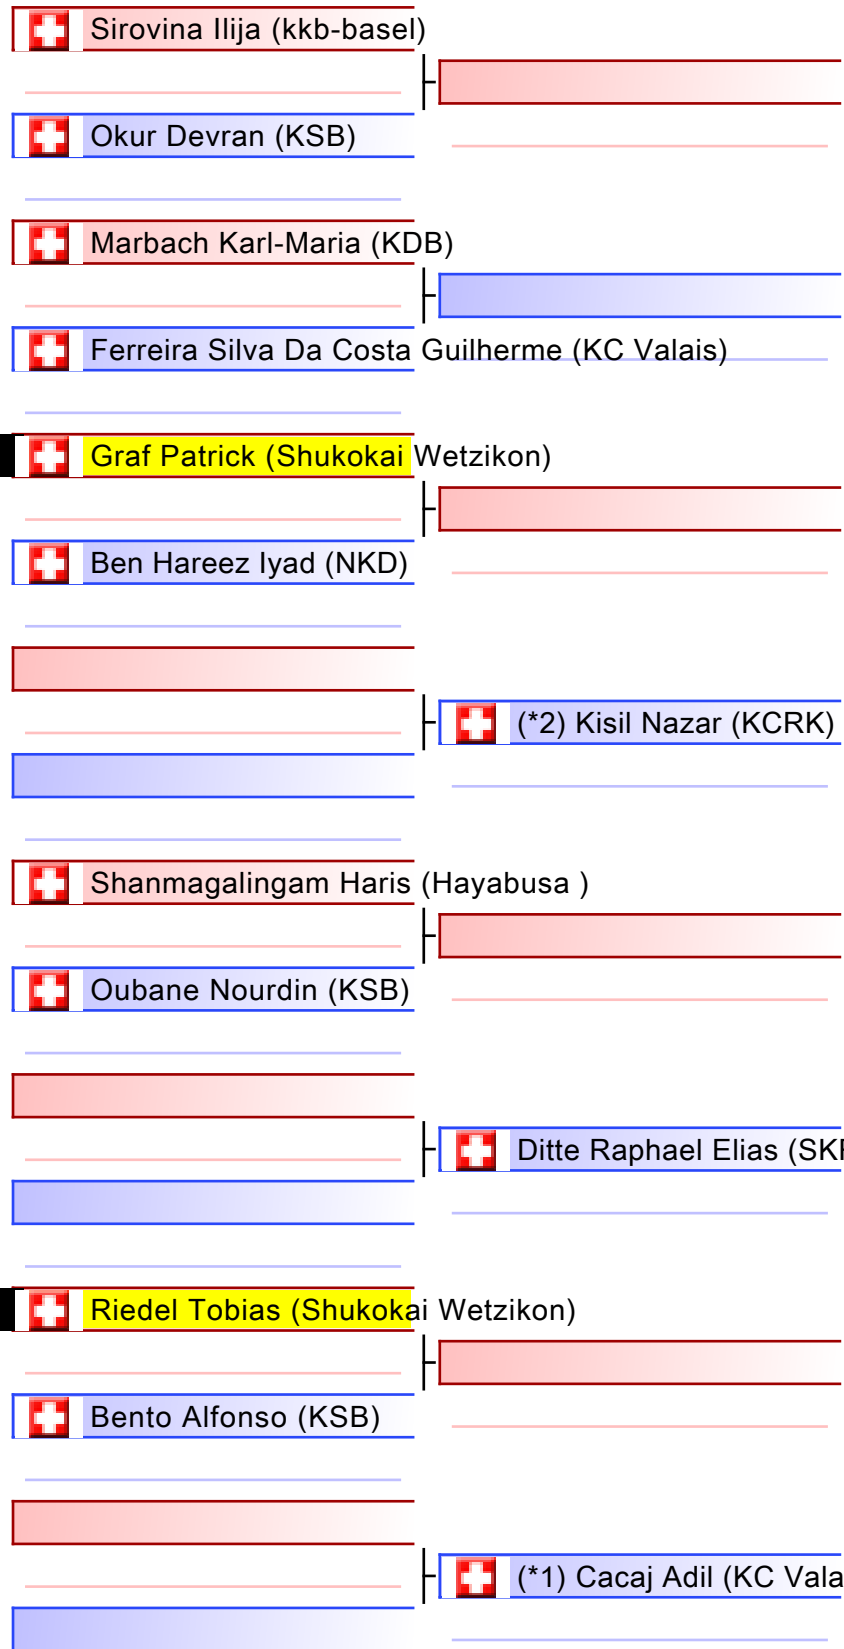 Sirovina Ilija (kkb-basel)
Okur Devran (KSB)
Marbach Karl-Maria (KDB)
Ferreira Silva Da Costa Guilherme (KC Valais)
Graf Patrick (Shukokai Wetzikon)
Ben Hareez Iyad (NKD)
(*2) Kisil Nazar (KCRK)
Shanmagalingam Haris (Hayabusa )
Oubane Nourdin (KSB)
Ditte Raphael Elias
Riedel Tobias (Shukokai Wetzikon)
Bento Alfonso (KSB)
(*1) Cacaj Adil (KC Vala